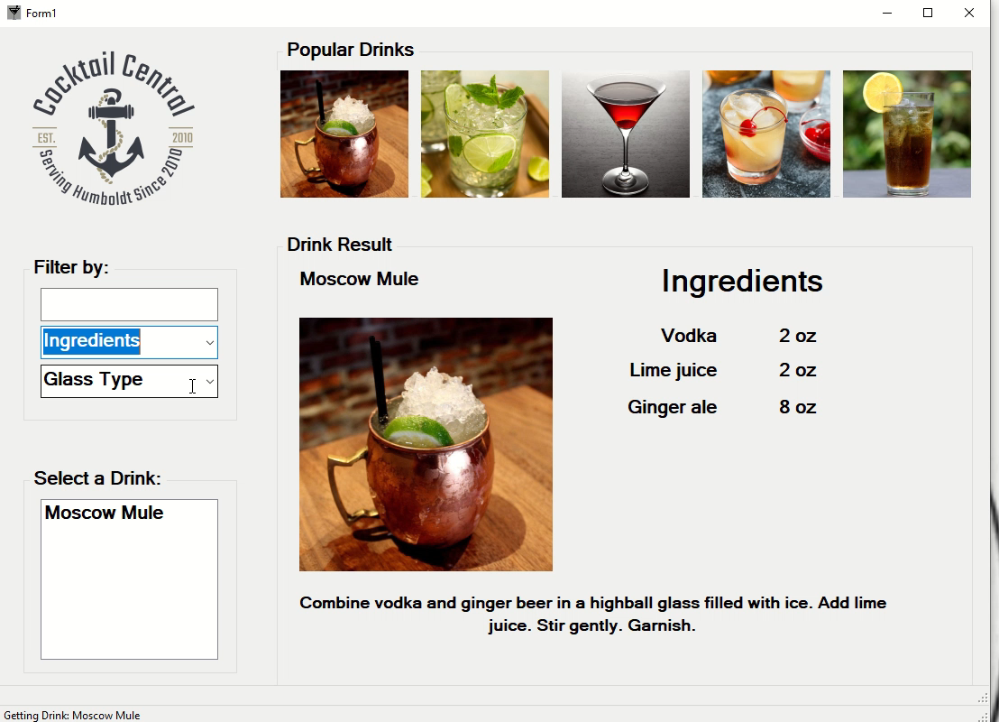 Form1
Cocktail Central
EST.
2010
Serving Humboldt Since 2010
Popular Drinks
Filter by:
Ingredients
Glass Type
Select a Drink:
Moscow Mule
Drink Result
Moscow Mule
Ingredients
Vodka 2 oz
Lime juice 2 oz
Ginger ale 8 oz
Combine vodka and ginger beer in a highball glass filled with ice. Add lime
juice. Stir gently. Garnish.
Getting Drink: Moscow Mule